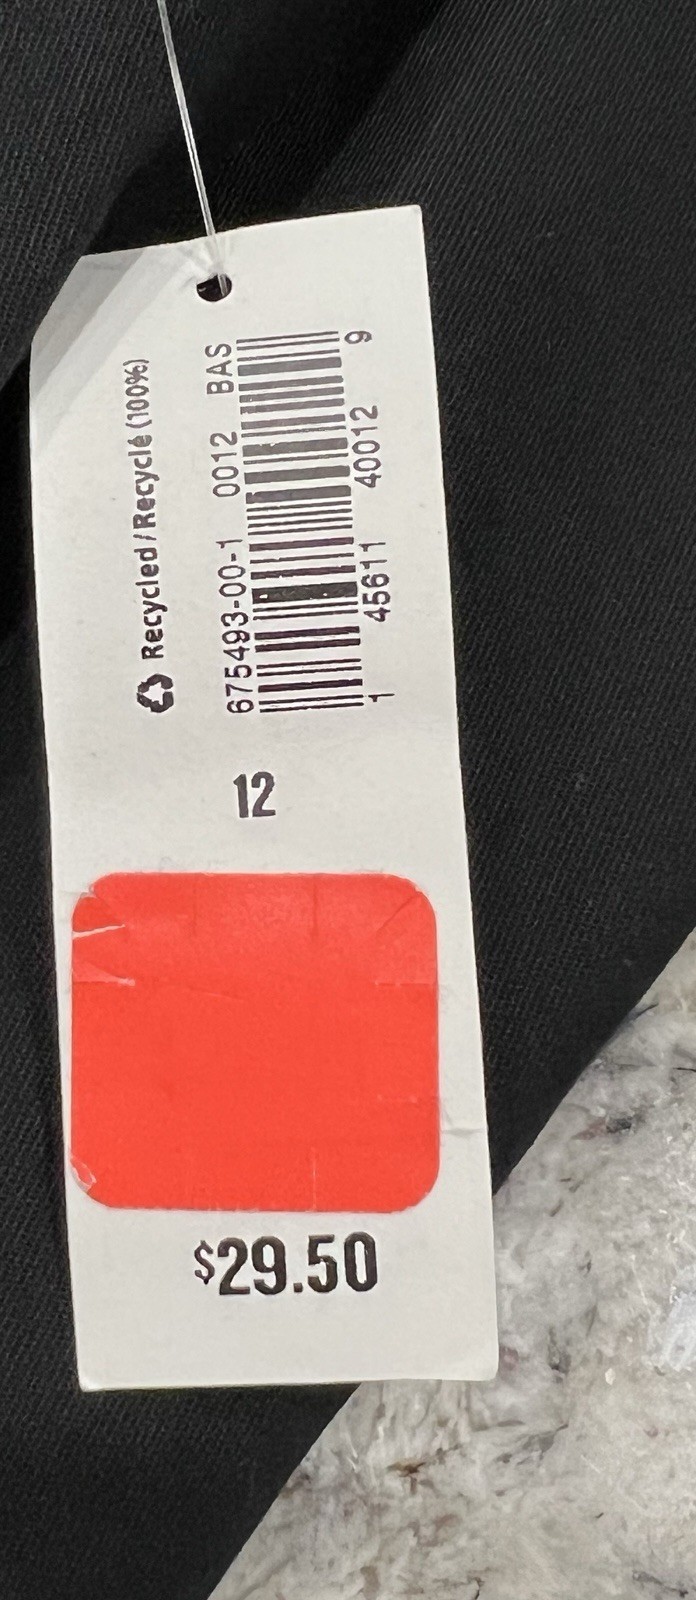 Recycled / Recyclé (100%)
675493-00-1 0012 BAS
1 45611 40012 9
12
$29.50